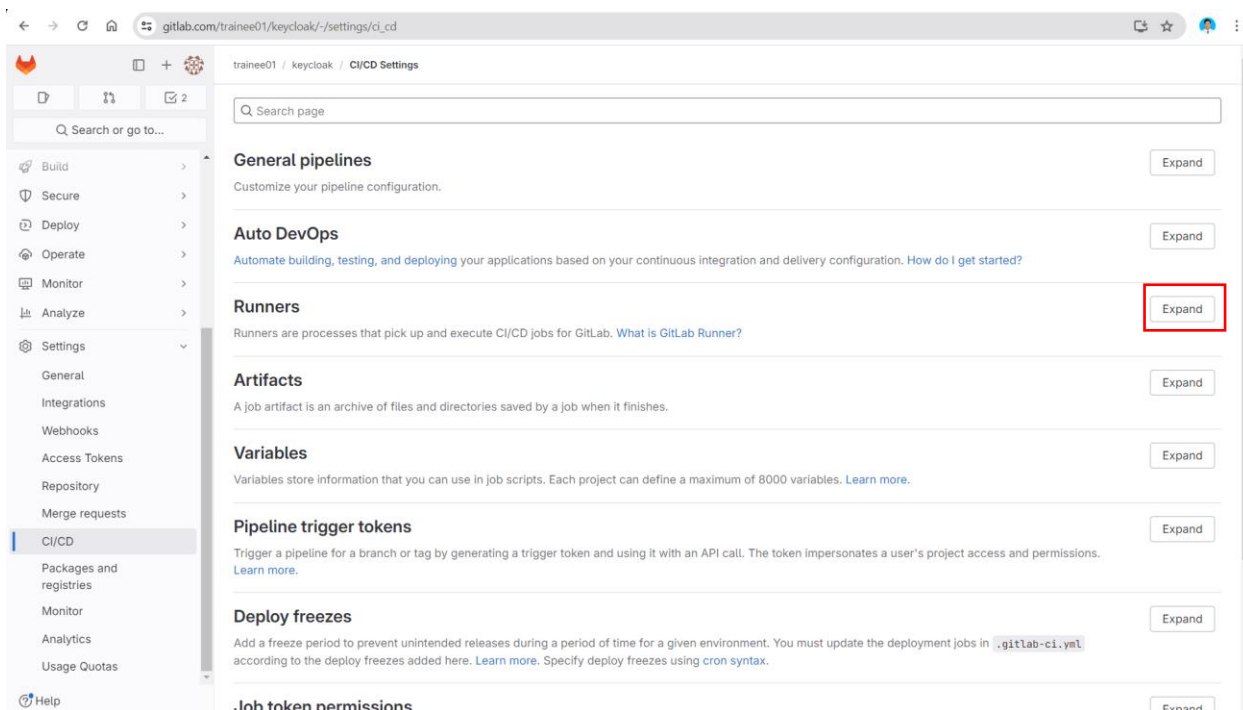 gitlab.com/trainee01/keycloak/-/settings/ci_cd
trainee01 / keycloak / CI/CD Settings
2
Search or go to...
Build
Secure
Deploy
Operate
Monitor
Analyze
Settings
General
Integrations
Webhooks
Access Tokens
Repository
Merge requests
CI/CD
Packages and
registries
Monitor
Analytics
Usage Quotas
Help
Search page
General pipelines
Expand
Customize your pipeline configuration.
Auto DevOps
Expand
Automate building, testing, and deploying your applications based on your continuous integration and delivery configuration. How do I get started?
Runners
Expand
Runners are processes that pick up and execute CI/CD jobs for GitLab. What is GitLab Runner?
Artifacts
Expand
A job artifact is an archive of files and directories saved by a job when it finishes.
Variables
Expand
Variables store information that you can use in job scripts. Each project can define a maximum of 8000 variables. Learn more.
Pipeline trigger tokens
Expand
Trigger a pipeline for a branch or tag by generating a trigger token and using it with an API call. The token impersonates a user's project access and permissions.
Learn more.
Deploy freezes
Expand
Add a freeze period to prevent unintended releases during a period of time for a given environment. You must update the deployment jobs in .gitlab-ci.yml
according to the deploy freezes added here. Learn more. Specify deploy freezes using cron syntax.
Job token permissions
Expand